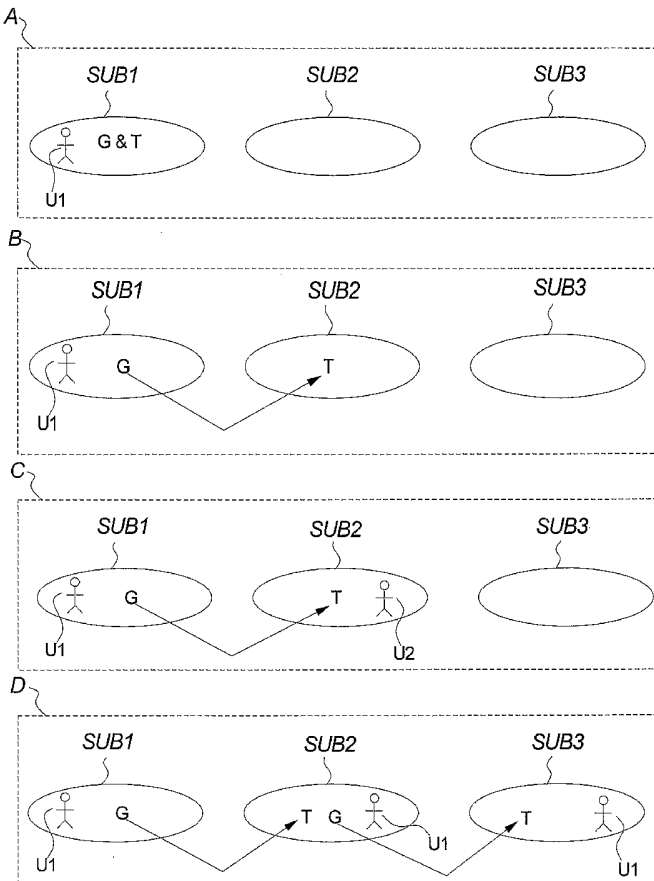 A
SUB1 SUB2 SUB3
G & T
U1
B
SUB1 SUB2 SUB3
G T
U1
C
SUB1 SUB2 SUB3
G T
U1 U2
D
SUB1 SUB2 SUB3
G T G T
U1 U1 U1